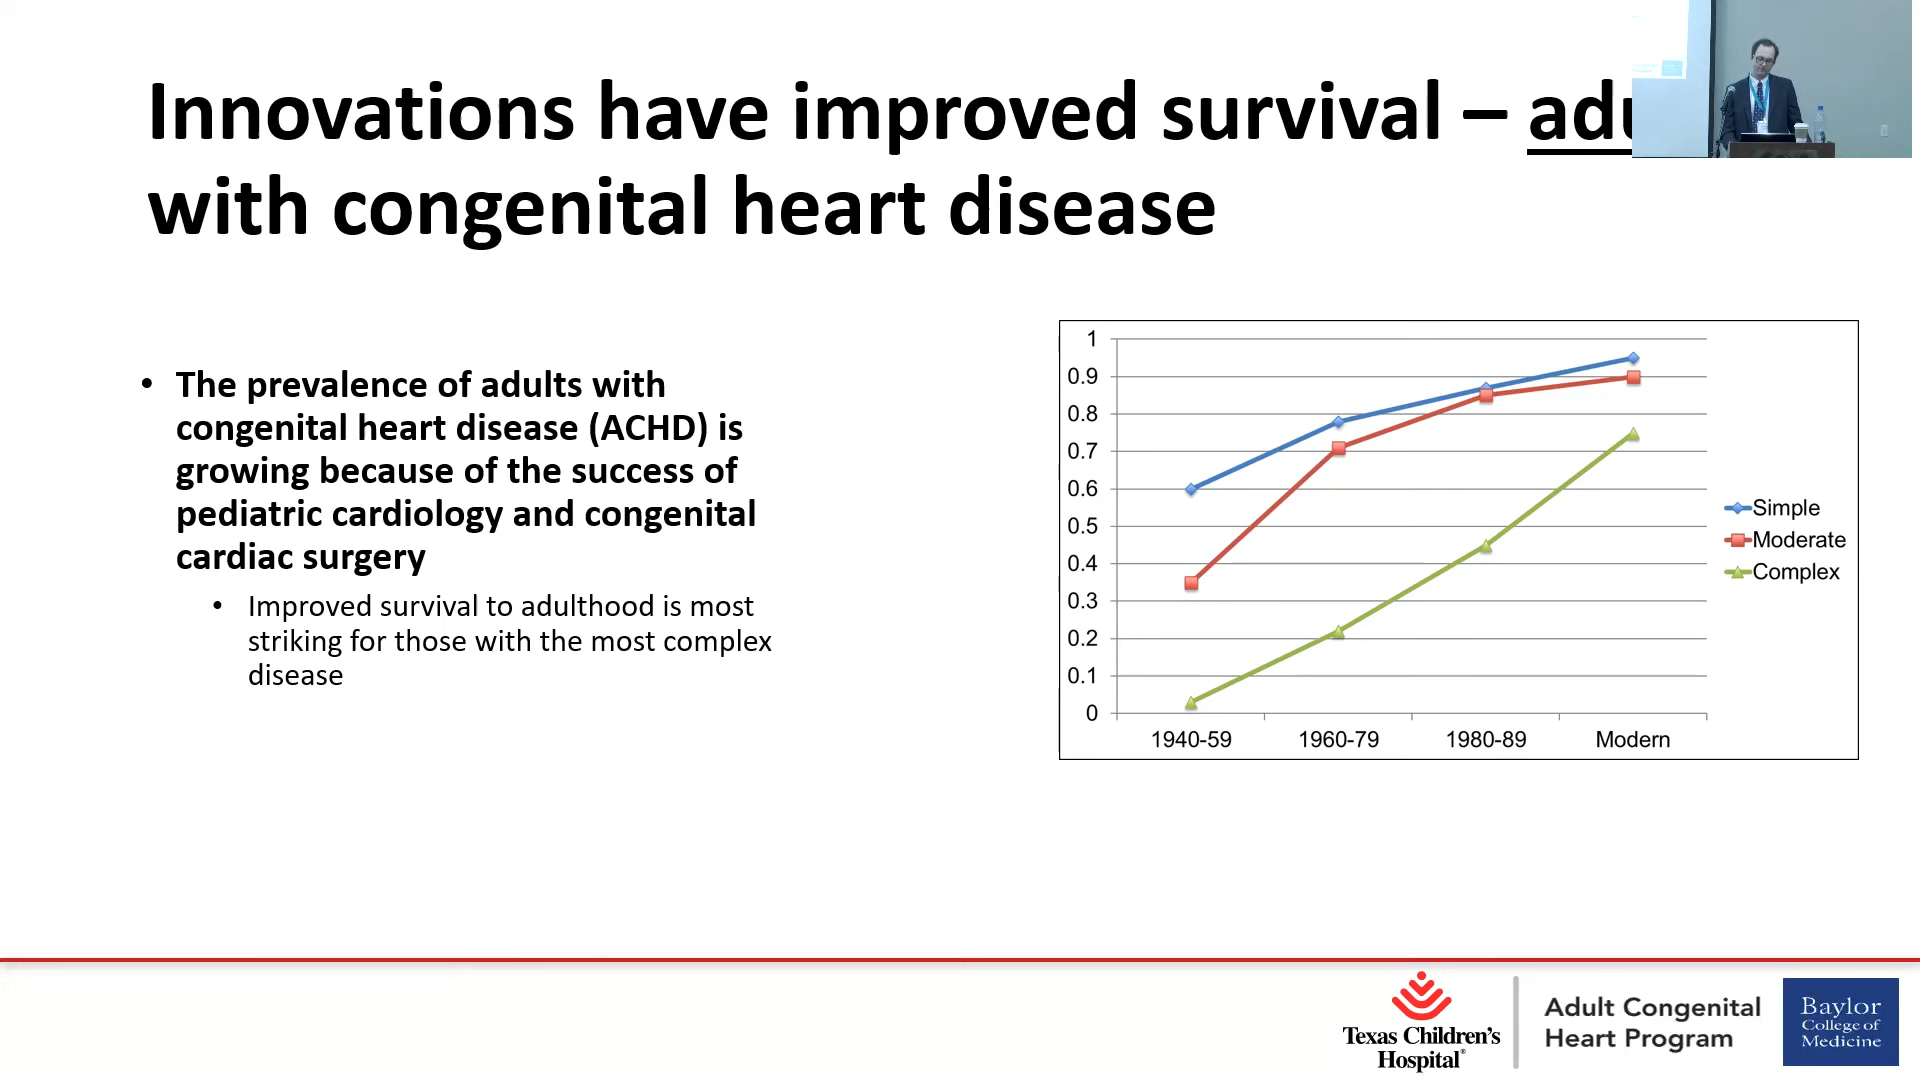 Innovations have improved survival –
with congenital heart disease
• The prevalence of adults with
congenital heart disease (ACHD) is
growing because of the success of
pediatric cardiology and congenital
cardiac surgery
• Improved survival to adulthood is most
striking for those with the most complex
disease
1
0.9
0.8
0.7
0.6
0.5
0.4
0.3
0.2
0.1
0
1940-59 1960-79 1980-89 Modern
Simple
Moderate
Complex
Texas Children's
Hospital®
Adult Congenital
Heart Program
Baylor
College of
Medicine